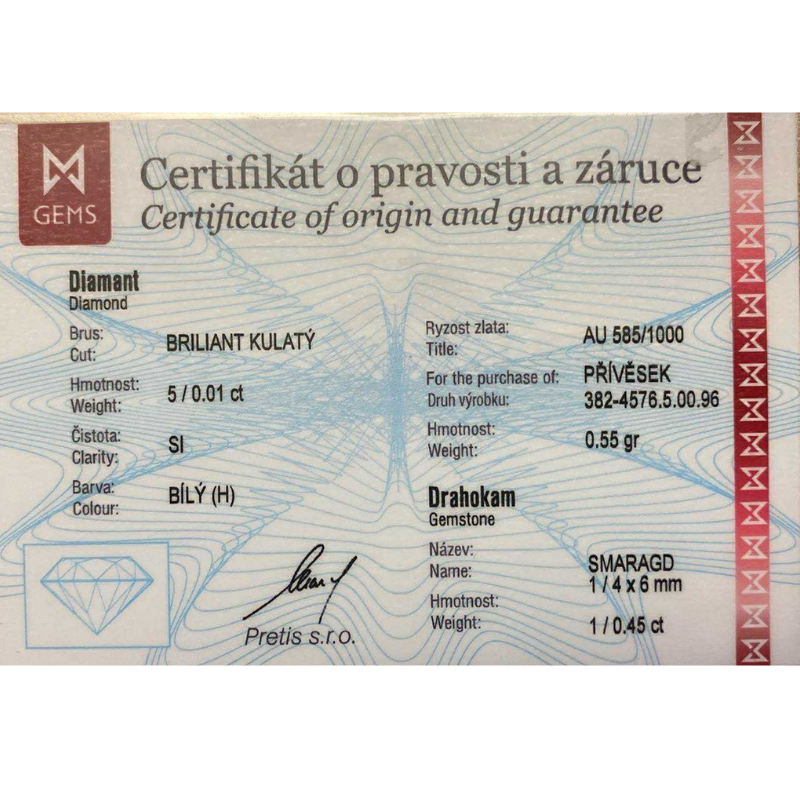 GEMS
Certifikát o pravosti a záruce
Certificate of origin and guarantee
Diamant
Diamond
Brus:
Cut:
BRILIANT KULATÝ
Hmotnost:
Weight:
5 / 0.01 ct
Čistota:
Clarity:
SI
Barva:
Colour:
BÍLÝ (H)
Pretis s.r.o.
Ryzost zlata:
Title:
AU 585/1000
For the purchase of:
Druh výrobku:
PŘÍVĚSEK
382-4576.5.00.96
Hmotnost:
Weight:
0.55 gr
Drahokam
Gemstone
Název:
Name:
SMARAGD
1 / 4 x 6 mm
Hmotnost:
Weight:
1 / 0.45 ct